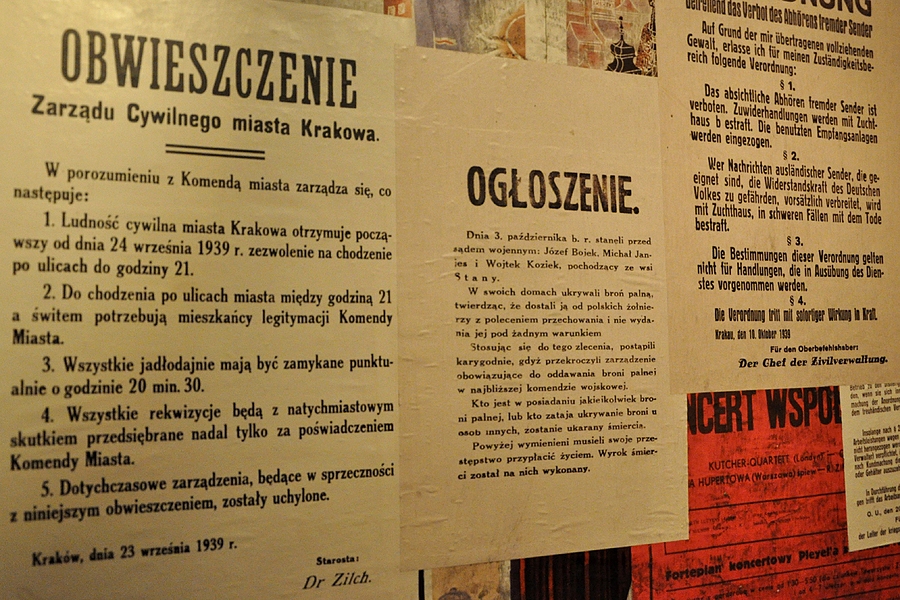 OBWIESZCZENIE
Zarządu Cywilnego miasta Krakowa.
W porozumieniu z Komendą miasta zarządza się, co
następuje:
1. Ludność cywilna miasta Krakowa otrzymuje począ-
wszy od dnia 24 września 1939 r. zezwolenie na chodzenie
po ulicach do godziny 21.
2. Do chodzenia po ulicach miasta między godziną 21
a świtem potrzebują mieszkańcy legitymacji Komendy
Miasta.
3. Wszystkie jadłodajnie mają być zamykane punktu-
alnie o godzinie 20 min. 30.
4. Wszystkie rekwizycje będą z natychmiastowym
skutkiem przedsiębrane nadal tylko za poświadczeniem
Komendy Miasta.
5. Dotychczasowe zarządzenia, będące w sprzeczności
z niniejszym obwieszczeniem, zostały uchylone.
Kraków, dnia 23 września 1939 r.
Starosta:
Dr Zilch.
OGŁOSZENIE.
Dnia 3. października b. r. staneli przed
sądem wojennym: Józef Bojek, Michał Jan-
jes i Wojtek Koziek, pochodzący ze wsi
Stany.
W swoich domach ukrywali broń palną,
twierdząc, że dostali ją od polskich żołnie-
rzy z poleceniem przechowania i nie wyda-
nia jej pod żadnym warunkiem
Stosując się do tego zlecenia, postąpili
karygodnie, gdyż przekroczyli zarządzenie
obowiązujące do oddawania broni palnej
w najbliższej komendzie wojskowej.
Kto jest w posiadaniu jakiejkolwiek bro-
ni palnej, lub kto zataja ukrywanie broni u
osób innych, zostanie ukarany śmiercią.
Powyżej wymienieni musieli swoje prze-
stępstwo przypłacić życiem. Wyrok śmier-
ci został na nich wykonany.
betreffend das Verbot des Abhörens fremder Sender
Auf Grund der mir übertragenen vollziehenden
Gewalt, erlasse ich für meinen Zuständigkeitsbe-
reich folgende Verordnung:
§ 1.
Das absichtliche Abhören fremder Sender ist
verboten. Zuwiderhandlungen werden mit Zucht-
haus b estraft. Die benutzten Empfangsanlagen
werden eingezogen.
§ 2.
Wer Nachrichten ausländischer Sender, die ge-
eignet sind, die Widerstandskraft des Deutschen
Volkes zu gefährden, vorsätzlich verbreitet, wird
mit Zuchthaus, in schweren Fällen mit dem Tode
bestraft.
§ 3.
Die Bestimmungen dieser Verordnung gelten
nicht für Handlungen, die in Ausübung des Dien-
stes vorgenommen werden.
§ 4.
Die Verordnung tritt mit sofortiger Wirkung in Kraft.
Krakau, den 10. Oktober 1939
Für den Oberbefehlshaber:
Der Chef der Zivilverwaltung.
NCERT WSPÓL
KUTCHER-QUARTETT (Londyn)
A HUPERTOWA (Warszawa) śpiew
Fortepian koncertowy Pleyel'a